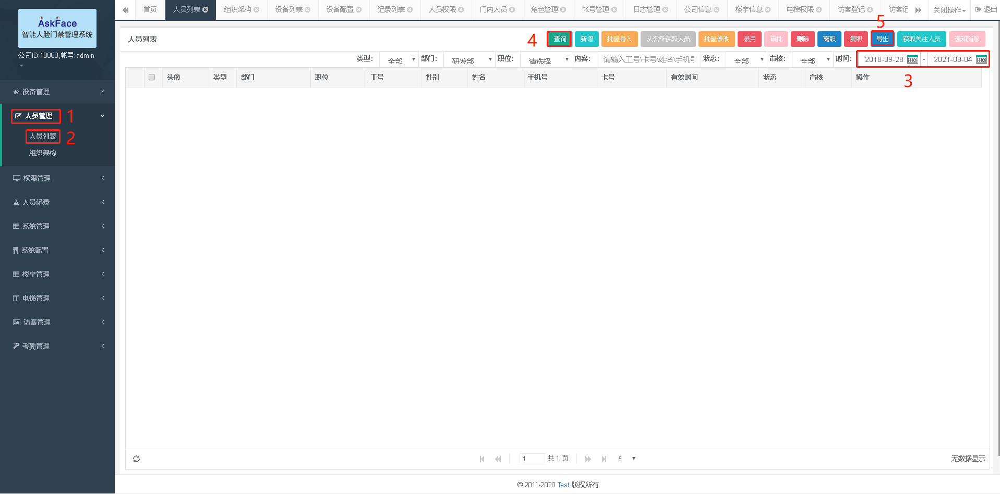 AskFace
智能人脸门禁管理系统
公司ID:10008,帐号:admin
设备管理
人员管理 1
人员列表 2
组织架构
权限管理
人员记录
系统管理
系统配置
楼宇管理
电梯管理
访客管理
考勤管理
首页 人员列表 组织架构 设备列表 设备配置 记录列表 人员权限 门内人员 角色管理 帐号管理 日志管理 公司信息 楼宇信息 电梯权限 访客登记 访客记 关闭操作 退出
5
人员列表 4 查询 新增 批量导入 从设备读取人员 批量修改 录用 审批 删除 离职 复职 导出 获取关注人员 通知消息
类型: 全部 部门: 研发部 职位: 请选择 内容: 请输入工号\卡号\姓名\手机号 状态: 全部 审核: 全部 时间: 2018-09-28 - 2021-03-04
头像 类型 部门 职位 工号 性别 姓名 手机号 卡号 有效时间 状态 审核 操作
3
1 共 1 页 5 无数据显示
© 2011-2020 Test 版权所有